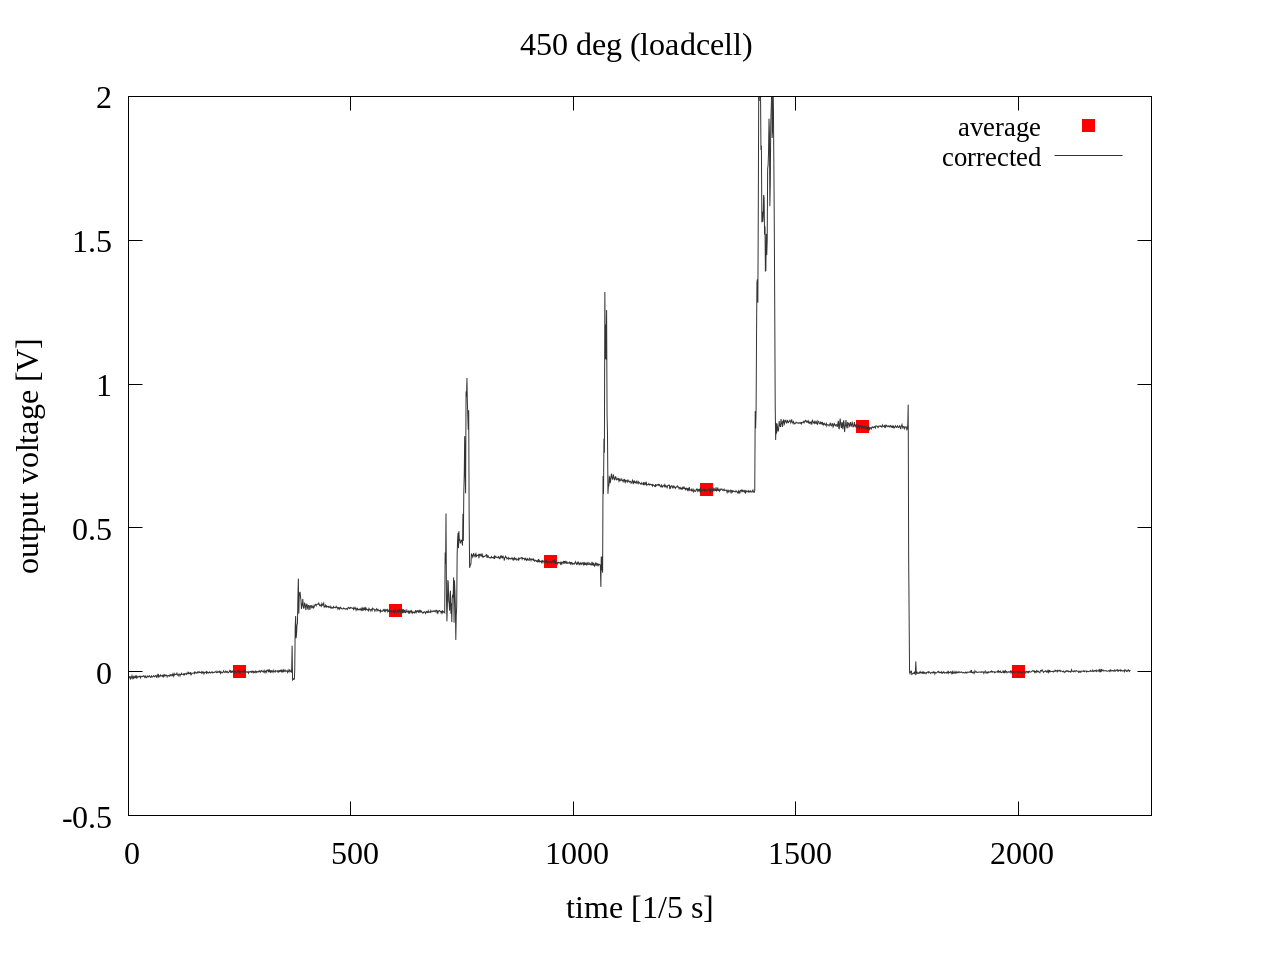 450 deg (loadcell)
average
corrected
2
1.5
1
0.5
0
-0.5
output voltage [V]
0 500 1000 1500 2000
time [1/5 s]